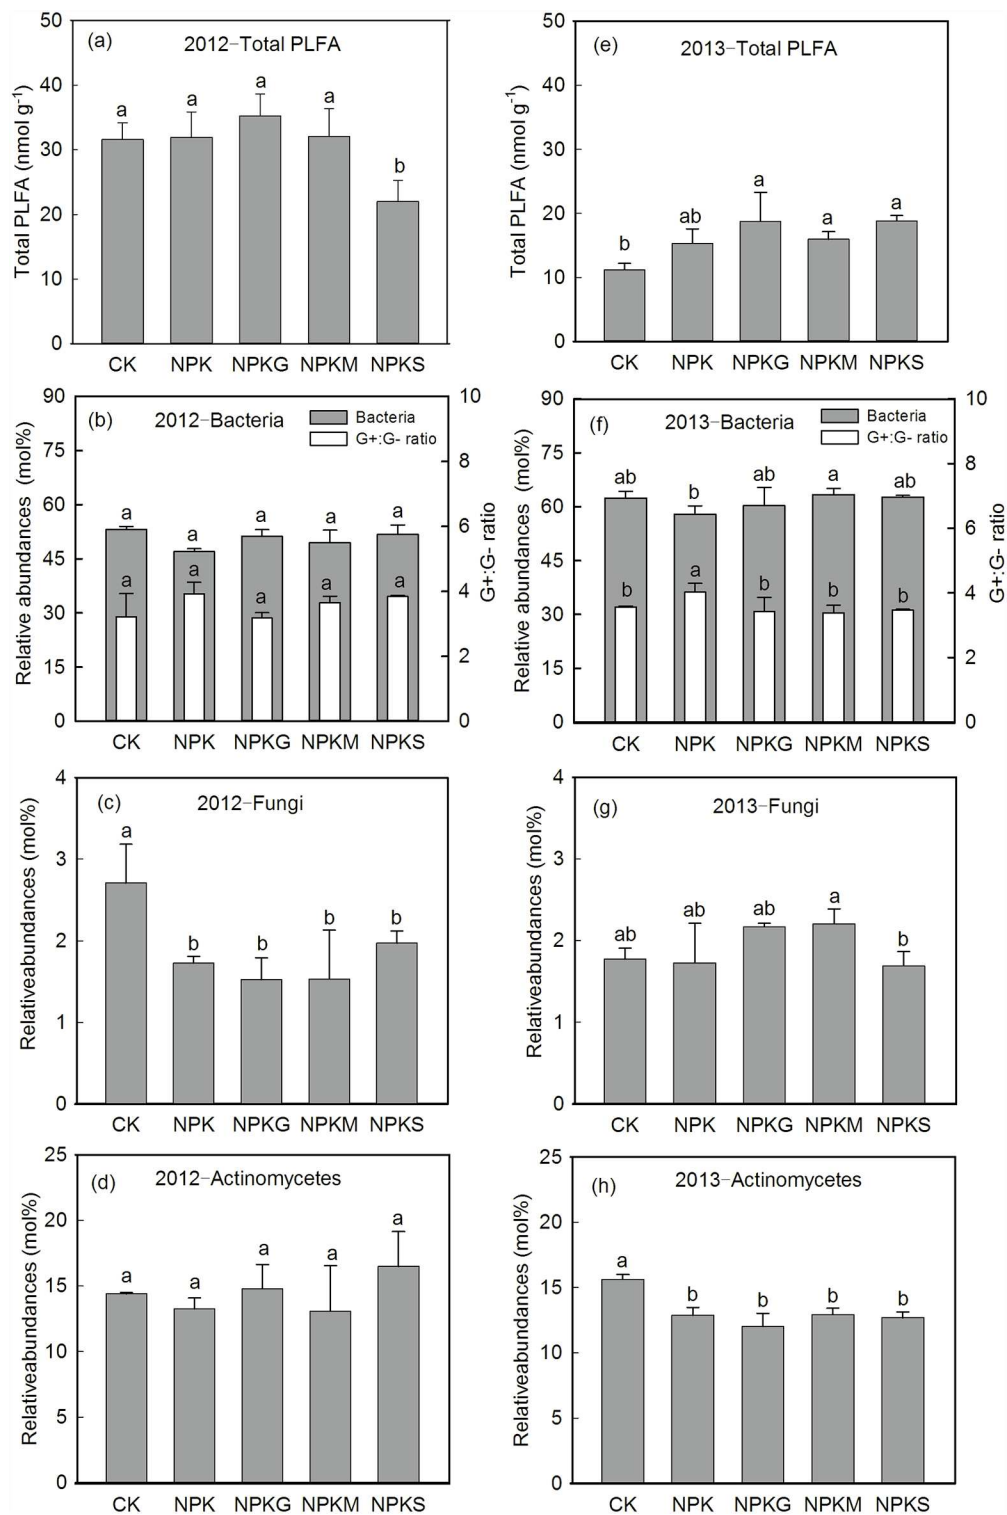 (a)
2012–Total PLFA
50
40
30
20
10
0
Total PLFA (nmol g-1)
a
a
a
a
b
CK NPK NPKG NPKM NPKS
(e)
2013–Total PLFA
50
40
30
20
10
0
Total PLFA (nmol g-1)
b
ab
a
a
a
CK NPK NPKG NPKM NPKS
(b)
2012–Bacteria
Bacteria
G+:G- ratio
90
75
60
45
30
15
0
Relative abundances (mol%)
10
8
6
4
2
0
G+:G- ratio
a a a a a
a a a a a
CK NPK NPKG NPKM NPKS
(f)
2013–Bacteria
Bacteria
G+:G- ratio
90
75
60
45
30
15
0
Relative abundances (mol%)
10
8
6
4
2
0
G+:G- ratio
ab b ab a ab
b a b b b
CK NPK NPKG NPKM NPKS
(c)
2012–Fungi
4
3
2
1
0
Relativeabundances (mol%)
a
b
b
b
b
CK NPK NPKG NPKM NPKS
(g)
2013–Fungi
4
3
2
1
0
Relativeabundances (mol%)
ab
ab
ab
a
b
CK NPK NPKG NPKM NPKS
(d)
2012–Actinomycetes
25
20
15
10
5
0
Relativeabundances (mol%)
a
a
a
a
a
CK NPK NPKG NPKM NPKS
(h)
2013–Actinomycetes
25
20
15
10
5
0
Relativeabundances (mol%)
a
b
b
b
b
CK NPK NPKG NPKM NPKS